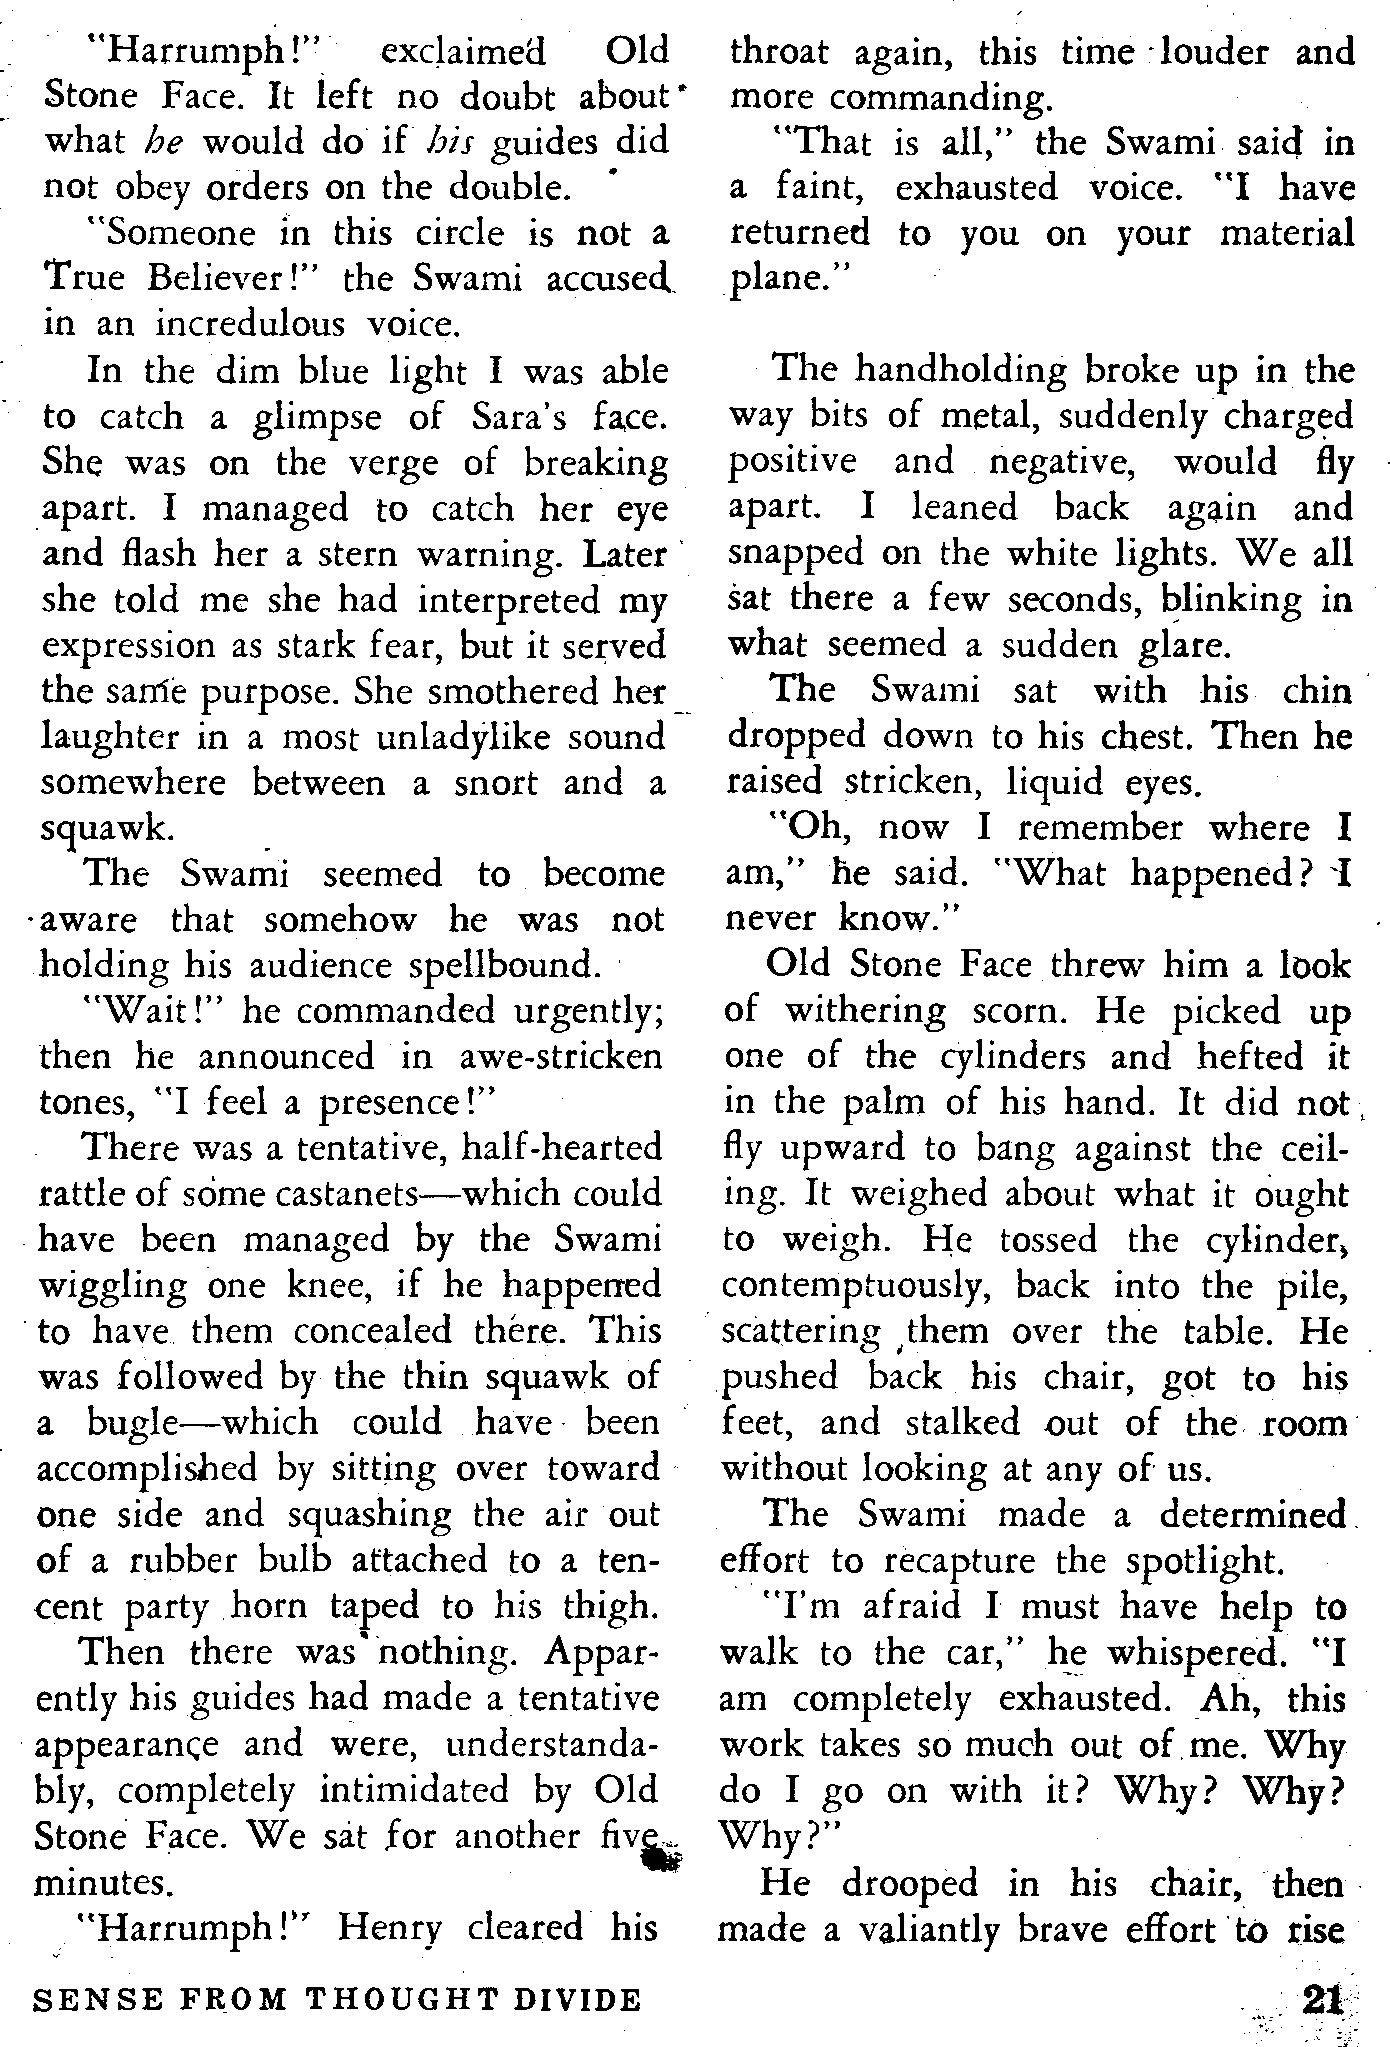 "Harrumph!" exclaimed Old
Stone Face. It left no doubt about
what he would do if his guides did
not obey orders on the double.
"Someone in this circle is not a
True Believer!" the Swami accused
in an incredulous voice.
In the dim blue light I was able
to catch a glimpse of Sara's face.
She was on the verge of breaking
apart. I managed to catch her eye
and flash her a stern warning. Later
she told me she had interpreted my
expression as stark fear, but it served
the same purpose. She smothered her
laughter in a most unladylike sound
somewhere between a snort and a
squawk.
The Swami seemed to become
aware that somehow he was not
holding his audience spellbound.
"Wait!" he commanded urgently;
then he announced in awe-stricken
tones, "I feel a presence!"
There was a tentative, half-hearted
rattle of some castanets—which could
have been managed by the Swami
wiggling one knee, if he happened
to have them concealed there. This
was followed by the thin squawk of
a bugle—which could have been
accomplished by sitting over toward
one side and squashing the air out
of a rubber bulb attached to a ten-
cent party horn taped to his thigh.
Then there was nothing. Appar-
ently his guides had made a tentative
appearance and were, understanda-
bly, completely intimidated by Old
Stone Face. We sat for another five
minutes.
"Harrumph!" Henry cleared his
throat again, this time louder and
more commanding.
"That is all," the Swami said in
a faint, exhausted voice. "I have
returned to you on your material
plane."
The handholding broke up in the
way bits of metal, suddenly charged
positive and negative, would fly
apart. I leaned back again and
snapped on the white lights. We all
sat there a few seconds, blinking in
what seemed a sudden glare.
The Swami sat with his chin
dropped down to his chest. Then he
raised stricken, liquid eyes.
"Oh, now I remember where I
am," he said. "What happened? I
never know."
Old Stone Face threw him a look
of withering scorn. He picked up
one of the cylinders and hefted it
in the palm of his hand. It did not
fly upward to bang against the ceil-
ing. It weighed about what it ought
to weigh. He tossed the cylinder,
contemptuously, back into the pile,
scattering them over the table. He
pushed back his chair, got to his
feet, and stalked out of the room
without looking at any of us.
The Swami made a determined
effort to recapture the spotlight.
"I'm afraid I must have help to
walk to the car," he whispered. "I
am completely exhausted. Ah, this
work takes so much out of me. Why
do I go on with it? Why? Why?
Why?"
He drooped in his chair, then
made a valiantly brave effort to rise
SENSE FROM THOUGHT DIVIDE
21